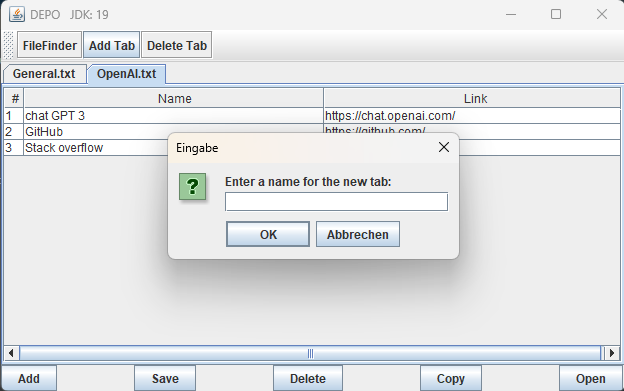 DEPO JDK: 19
FileFinder Add Tab Delete Tab
General.txt OpenAI.txt
# Name Link
1 chat GPT 3 https://chat.openai.com/
2 GitHub https://github.com/
3 Stack overflow
Eingabe
?
Enter a name for the new tab:
OK Abbrechen
Add Save Delete Copy Open